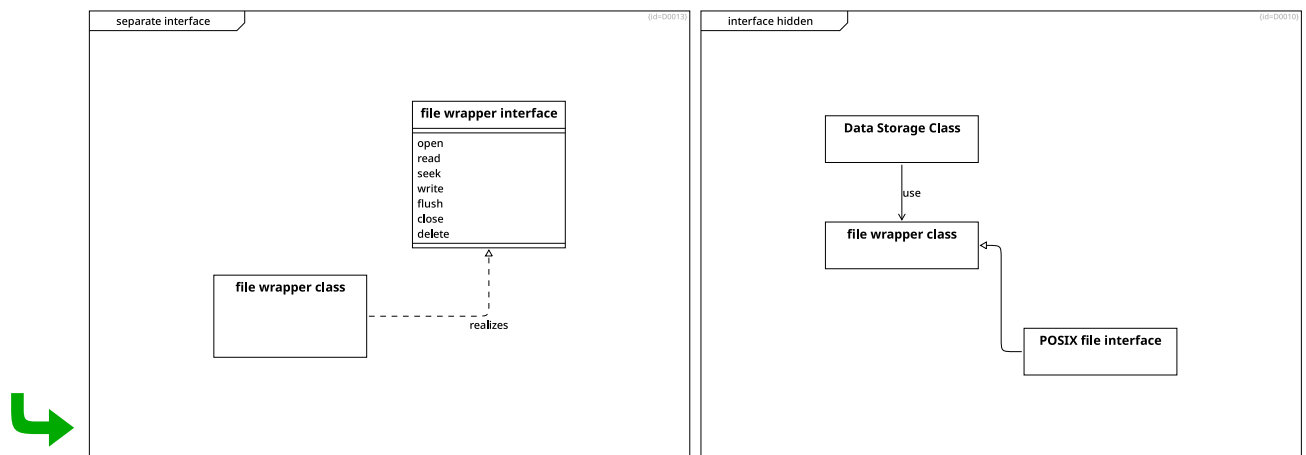 separate interface
{id=D0013}
file wrapper interface
open
read
seek
write
flush
close
delete
file wrapper class
realizes
interface hidden
{id=D0010}
Data Storage Class
use
file wrapper class
POSIX file interface